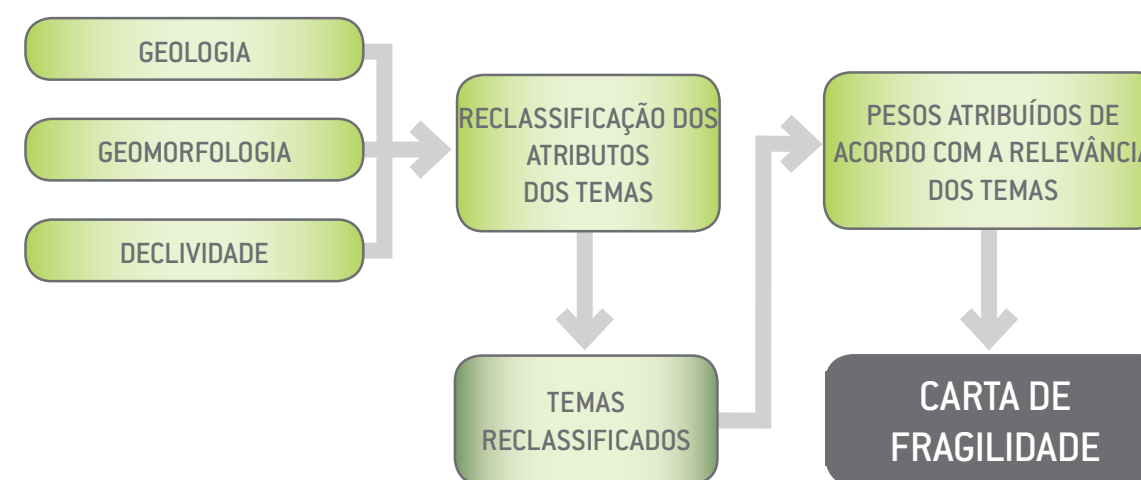 GEOLOGIA
GEOMORFOLOGIA
DECLIVIDADE
RECLASSIFICAÇÃO DOS
ATRIBUTOS
DOS TEMAS
TEMAS
RECLASSIFICADOS
PESOS ATRIBUÍDOS DE
ACORDO COM A RELEVÂNCIA
DOS TEMAS
CARTA DE
FRAGILIDADE